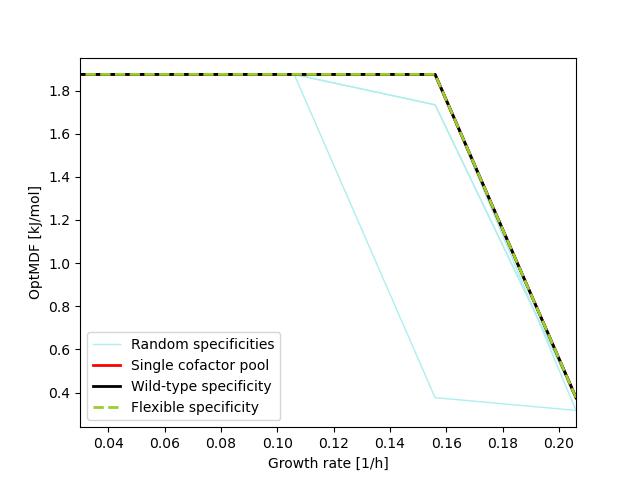 1.8
1.6
1.4
1.2
1.0
0.8
0.6
0.4
OptMDF [kJ/mol]
Random specificities
Single cofactor pool
Wild-type specificity
Flexible specificity
0.04 0.06 0.08 0.10 0.12 0.14 0.16 0.18 0.20
Growth rate [1/h]